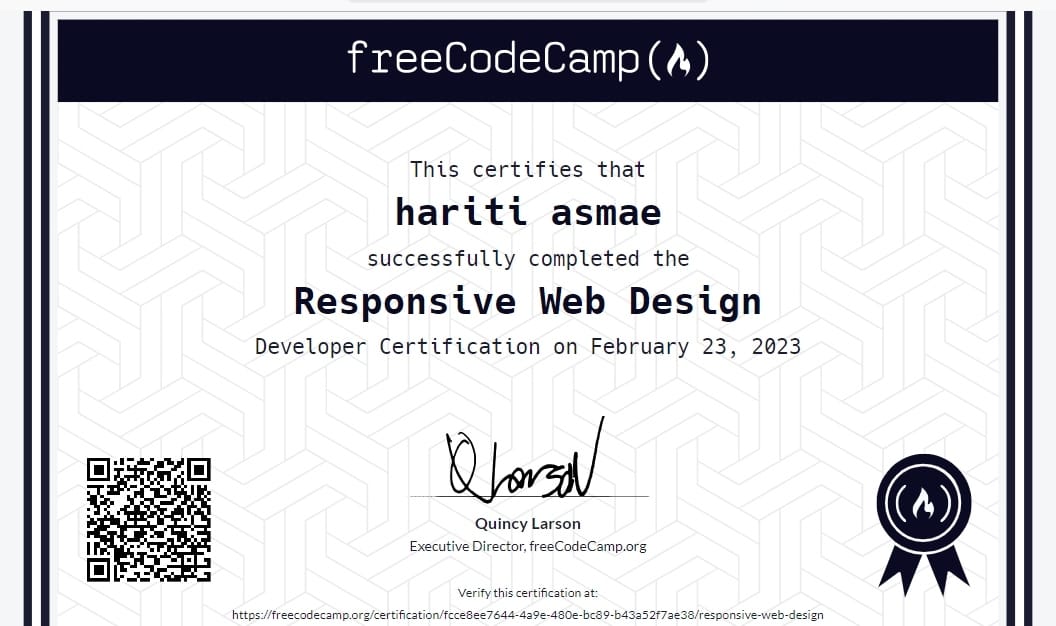 freeCodeCamp
This certifies that
hariti asmae
successfully completed the
Responsive Web Design
Developer Certification on February 23, 2023
QLarson
Quincy Larson
Executive Director, freeCodeCamp.org
Verify this certification at:
https://freecodecamp.org/certification/fcce8ee7644-4a9e-480e-bc89-b43a52f7ae38/responsive-web-design